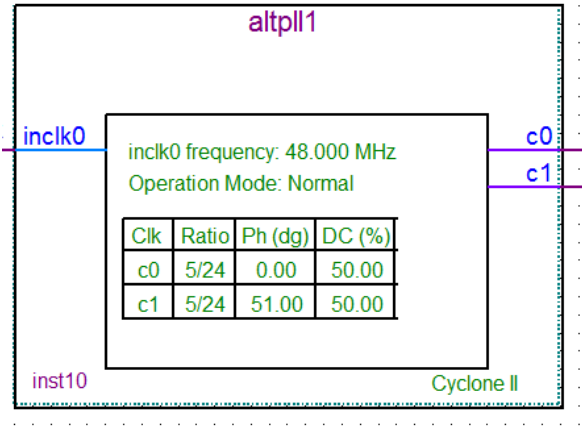 altpll1
inclk0
c0
inclk0 frequency: 48.000 MHz
c1
Operation Mode: Normal
Clk Ratio Ph (dg) DC (%)
c0 5/24 0.00 50.00
c1 5/24 51.00 50.00
inst10
Cyclone II